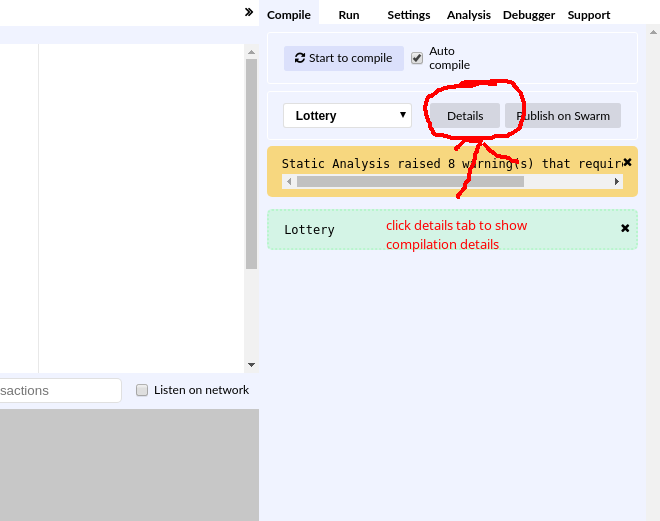 »
Compile Run Settings Analysis Debugger Support
Start to compile
Auto
compile
Lottery
Details
Publish on Swarm
Static Analysis raised 8 warning(s) that requir
Lottery
click details tab to show
compilation details
sactions
Listen on network